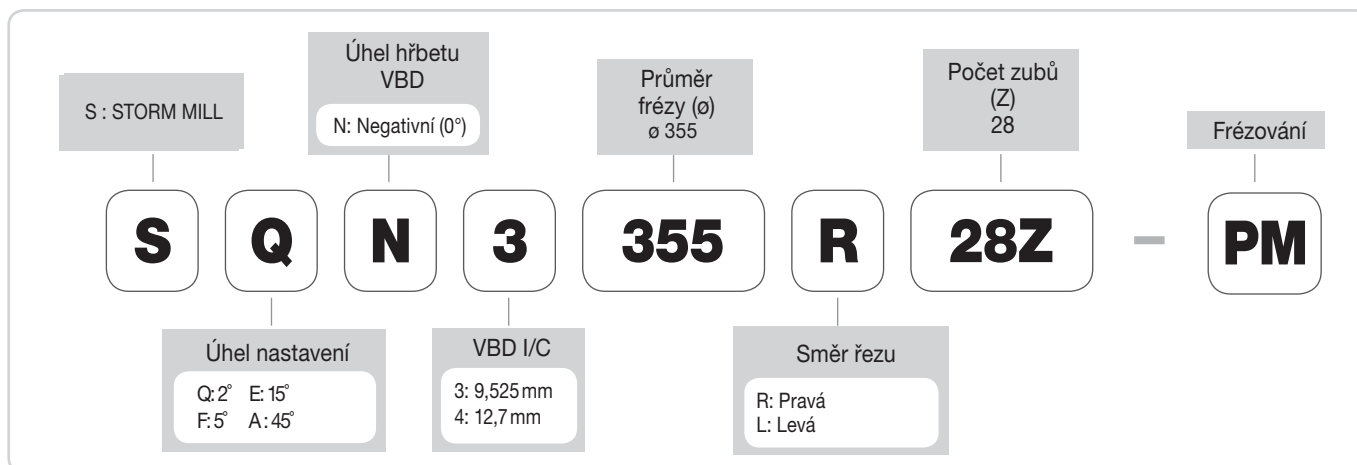 S : STORM MILL
Úhel hřbetu
VBD
N: Negativní (0°)
Průměr
frézy (ø)
ø 355
Počet zubů
(Z)
28
Frézování
S Q N 3 355 R 28Z – PM
Úhel nastavení
Q: 2° E: 15°
F: 5° A: 45°
VBD I/C
3: 9,525 mm
4: 12,7 mm
Směr řezu
R: Pravá
L: Levá